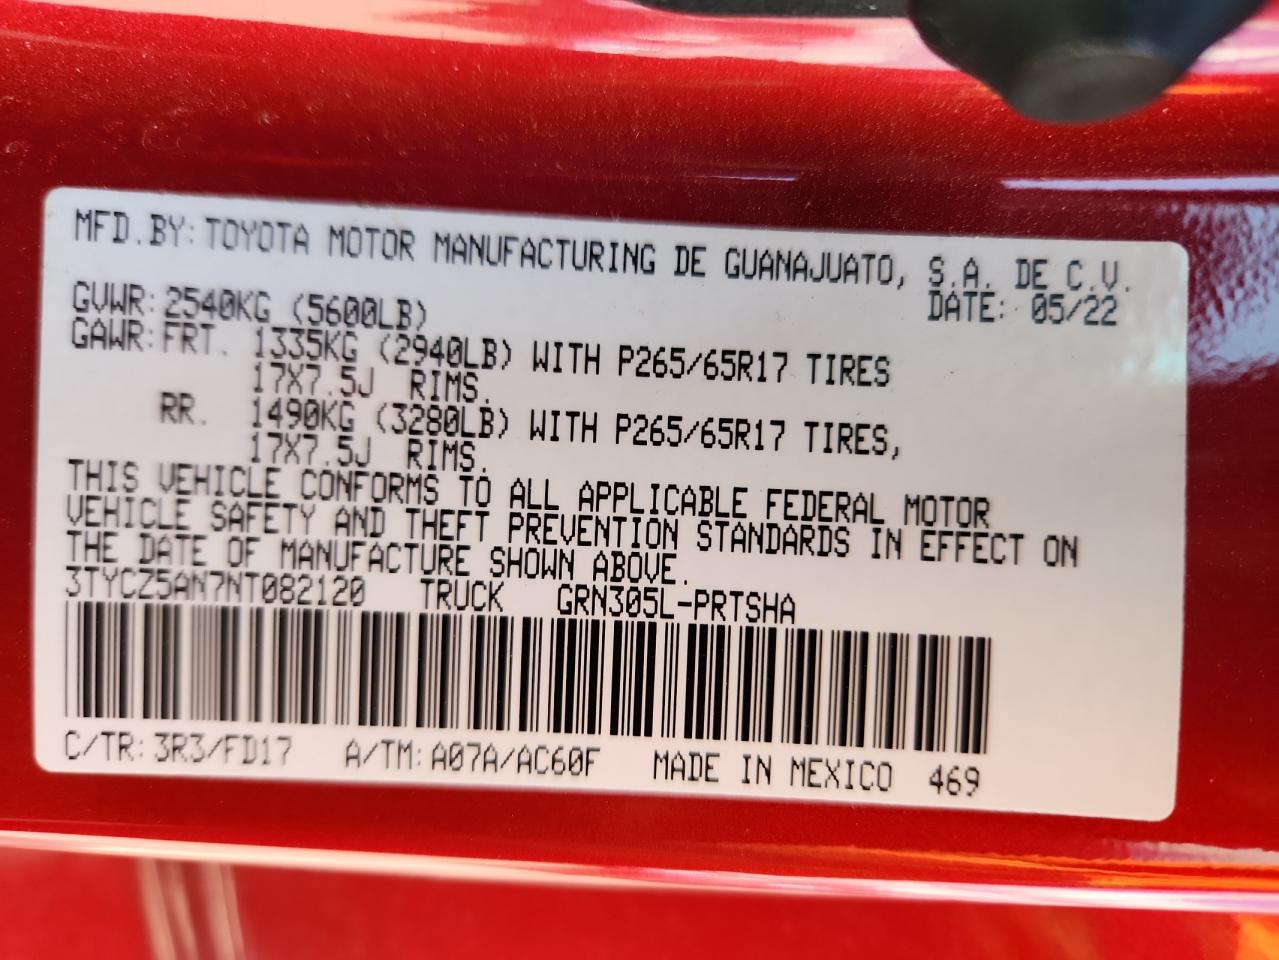 MFD.BY: TOYOTA MOTOR MANUFACTURING DE GUANAJUATO, S.A. DE C.V.
GVWR: 2540KG (5600LB) DATE: 05/22
GAWR: FRT. 1335KG (2940LB) WITH P265/65R17 TIRES
17X7.5J RIMS.
RR. 1490KG (3280LB) WITH P265/65R17 TIRES,
17X7.5J RIMS.
THIS VEHICLE CONFORMS TO ALL APPLICABLE FEDERAL MOTOR
VEHICLE SAFETY AND THEFT PREVENTION STANDARDS IN EFFECT ON
THE DATE OF MANUFACTURE SHOWN ABOVE.
3TYCZ5AN7NT082120 TRUCK GRN305L-PRTSHA
C/TR: 3R3/FD17 A/TM: A07A/AC60F MADE IN MEXICO 469